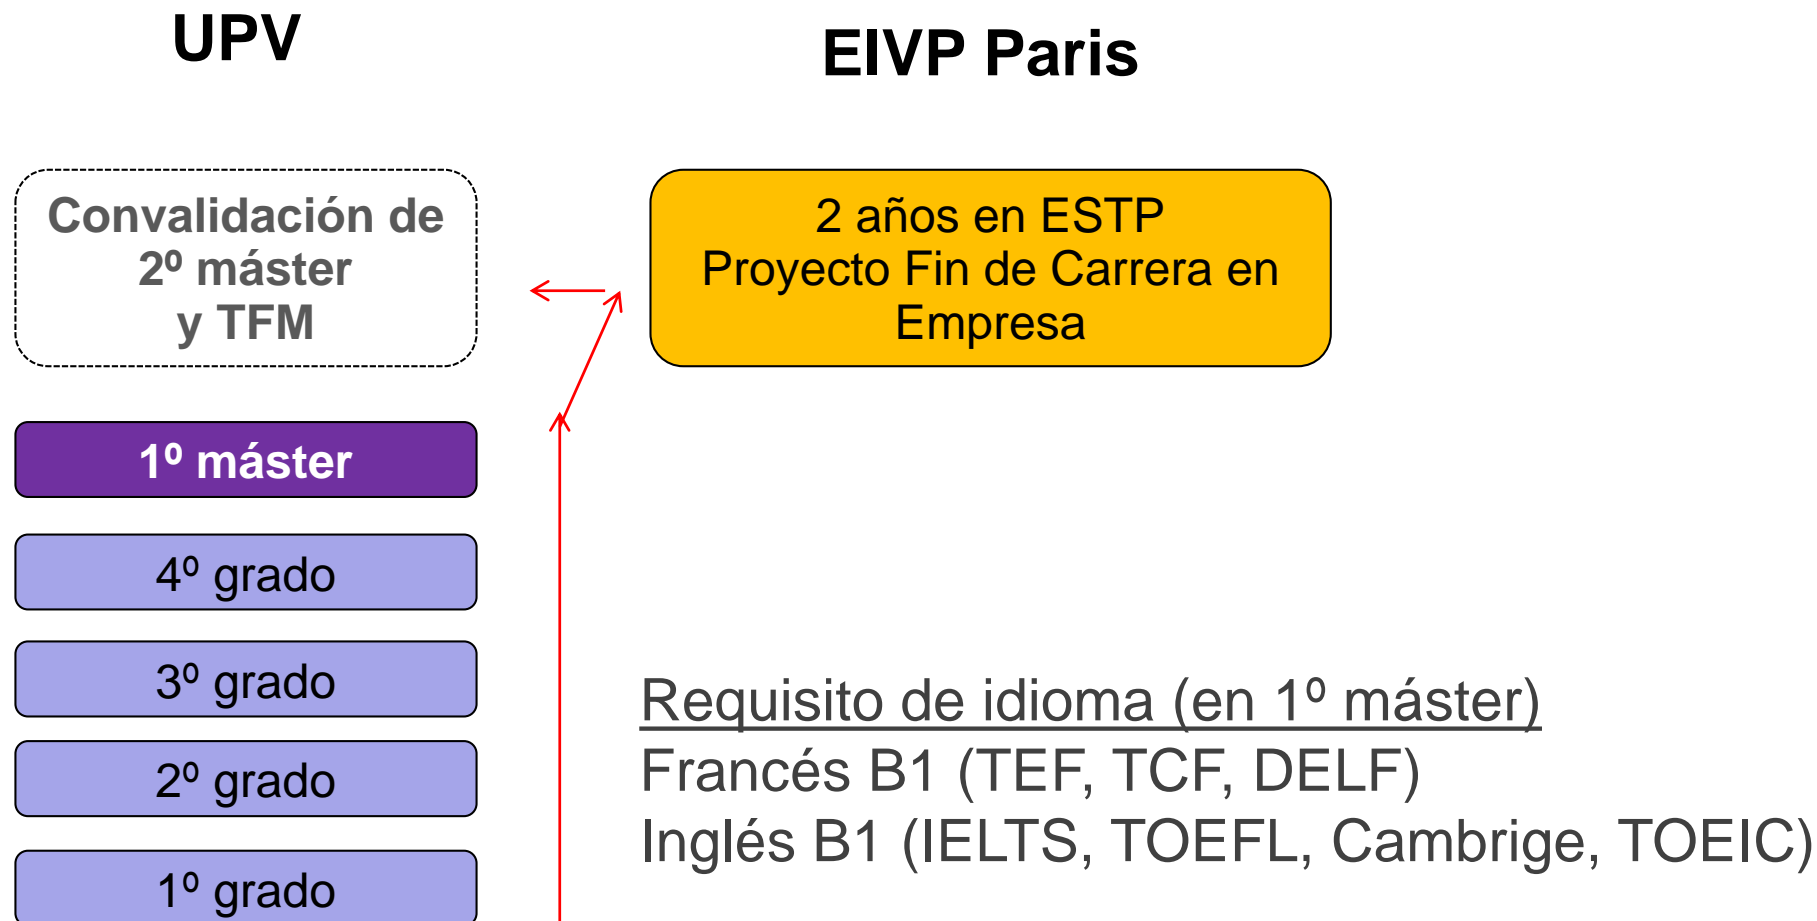 UPV
EIVP Paris
Convalidación de
2º máster
y TFM
2 años en ESTP
Proyecto Fin de Carrera en
Empresa
1º máster
4º grado
3º grado
2º grado
1º grado
Requisito de idioma (en 1º máster)
Francés B1 (TEF, TCF, DELF)
Inglés B1 (IELTS, TOEFL, Cambrige, TOEIC)